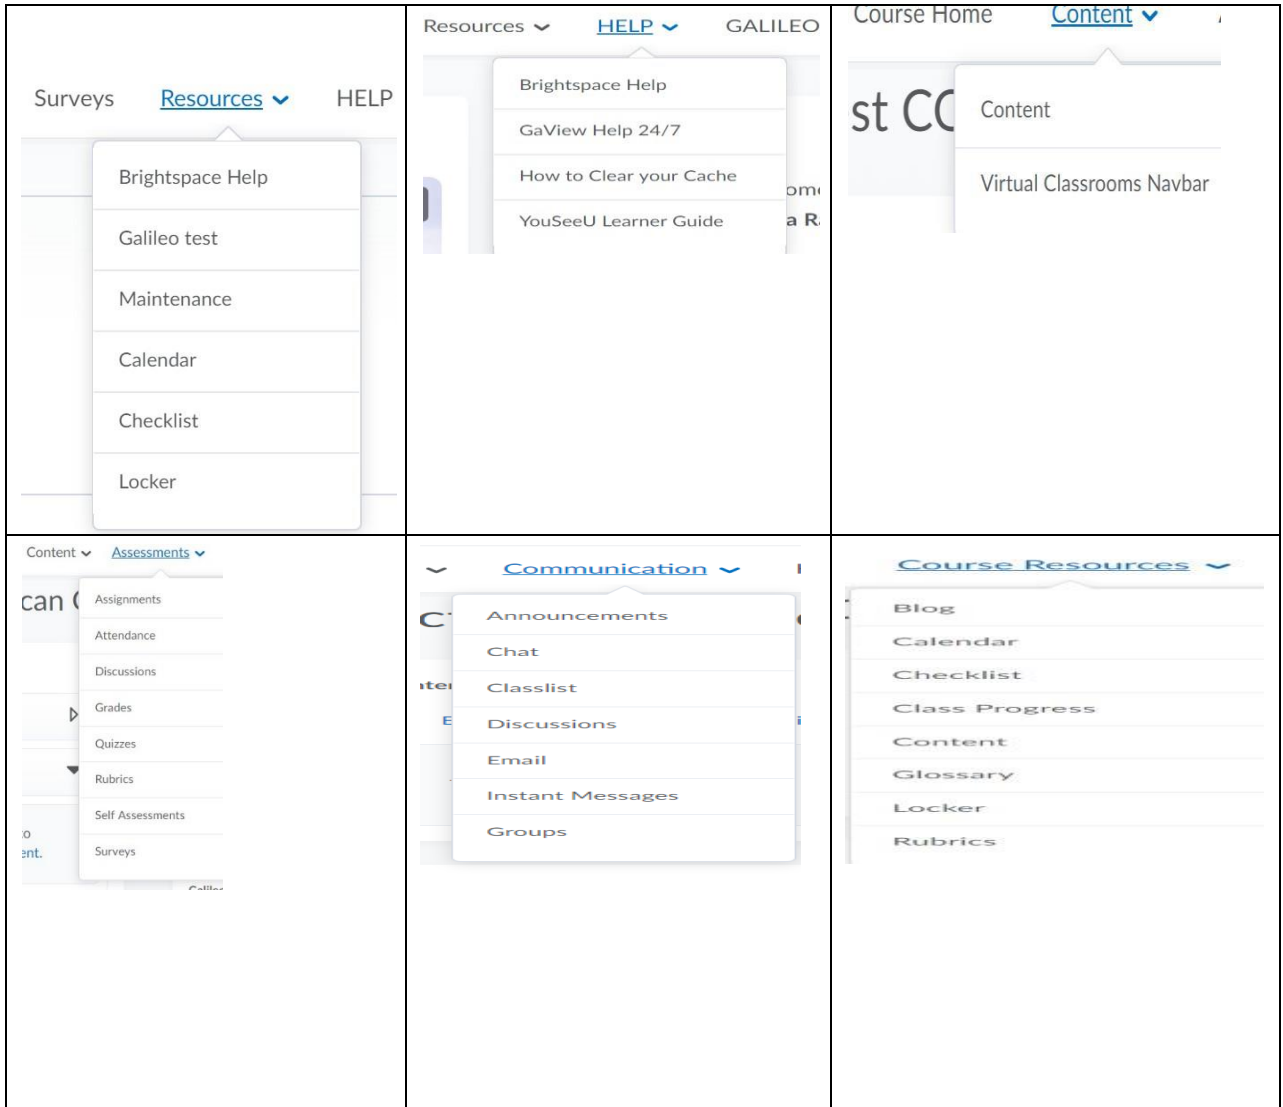 Surveys Resources HELP
Brightspace Help
Galileo test
Maintenance
Calendar
Checklist
Locker
Resources HELP GALILEO
Brightspace Help
GaView Help 24/7
How to Clear your Cache
YouSeeU Learner Guide
a R
Course Home Content
st CC
Content
Virtual Classrooms Navbar
Content Assessments
can
Assignments
Attendance
Discussions
Grades
Quizzes
Rubrics
Self Assessments
Surveys
ent.
Communication
Announcements
Chat
Classlist
Discussions
Email
Instant Messages
Groups
Course Resources
Blog
Calendar
Checklist
Class Progress
Content
Glossary
Locker
Rubrics